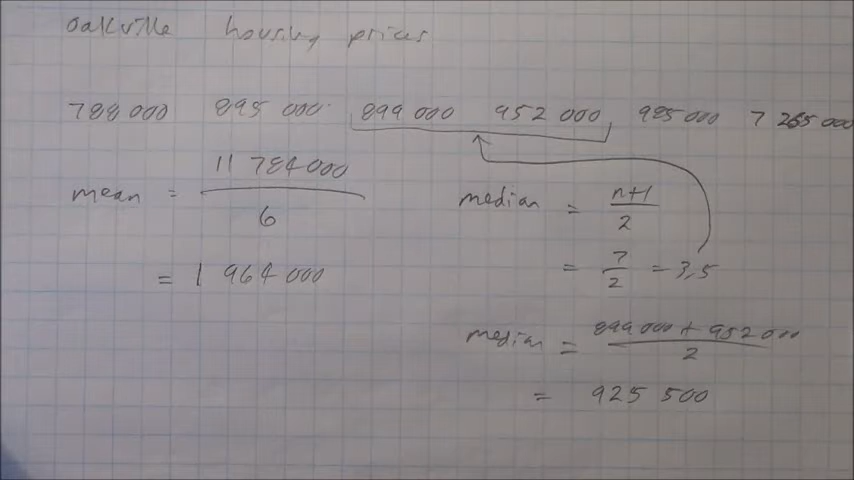 oakville housing prices
788 000 895 000 899 000 952 000 985 000 7 265 000
mean = 11 784 000 / 6
= 1 964 000
median = n+1 / 2
= 7 / 2 = 3,5
median = 899 000 + 952 000 / 2
= 925 500